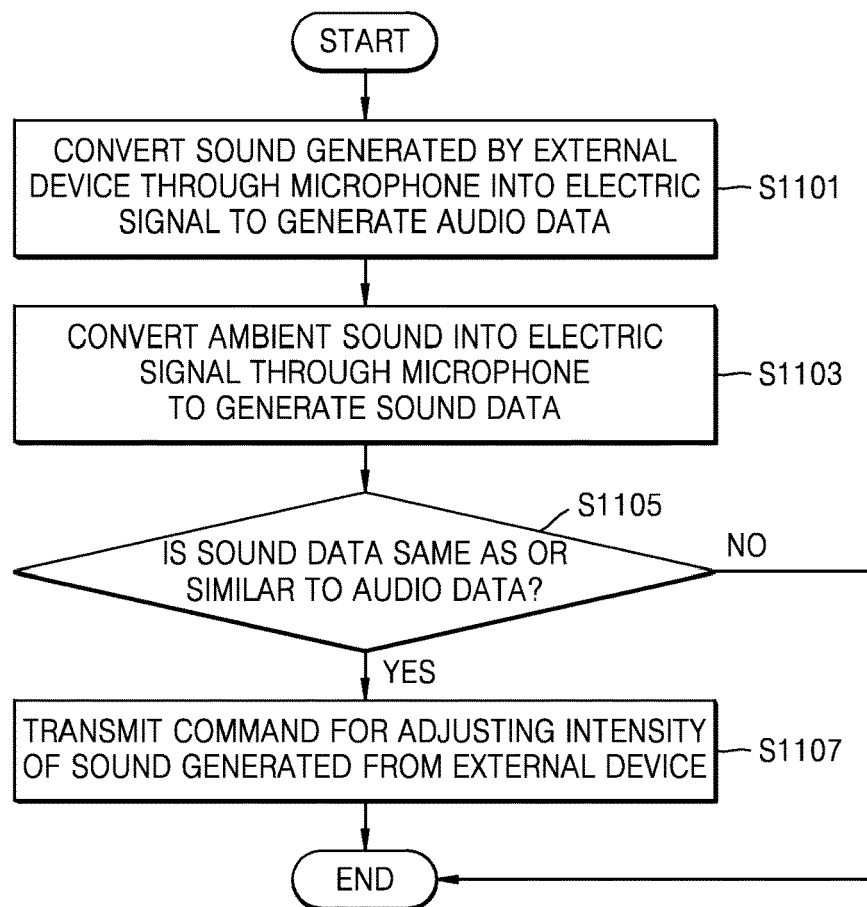 START
CONVERT SOUND GENERATED BY EXTERNAL
DEVICE THROUGH MICROPHONE INTO ELECTRIC
SIGNAL TO GENERATE AUDIO DATA
S1101
CONVERT AMBIENT SOUND INTO ELECTRIC
SIGNAL THROUGH MICROPHONE
TO GENERATE SOUND DATA
S1103
S1105
IS SOUND DATA SAME AS OR
SIMILAR TO AUDIO DATA?
NO
YES
TRANSMIT COMMAND FOR ADJUSTING INTENSITY
OF SOUND GENERATED FROM EXTERNAL DEVICE
S1107
END